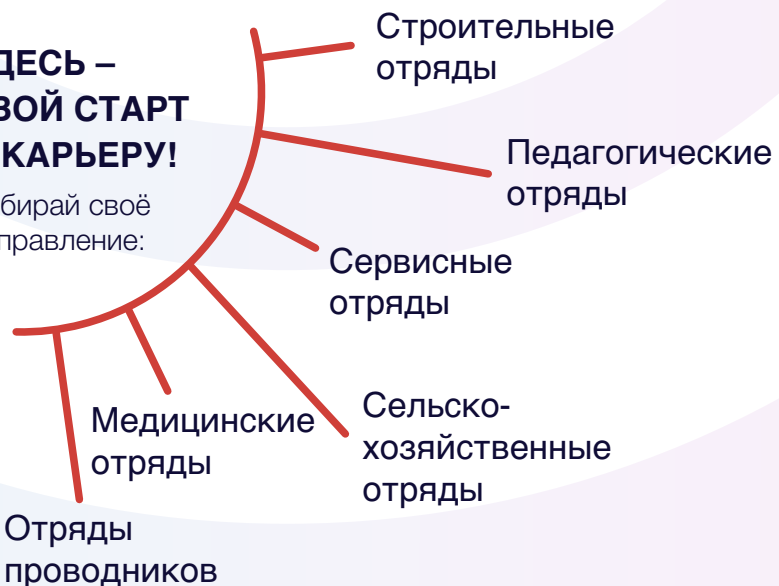 ДЕСЬ –
ВОЙ СТАРТ
КАРЬЕРУ!
бирай своё
правление:
Строительные
отряды
Педагогические
отряды
Сервисные
отряды
Сельско-
хозяйственные
отряды
Медицинские
отряды
Отряды
проводников